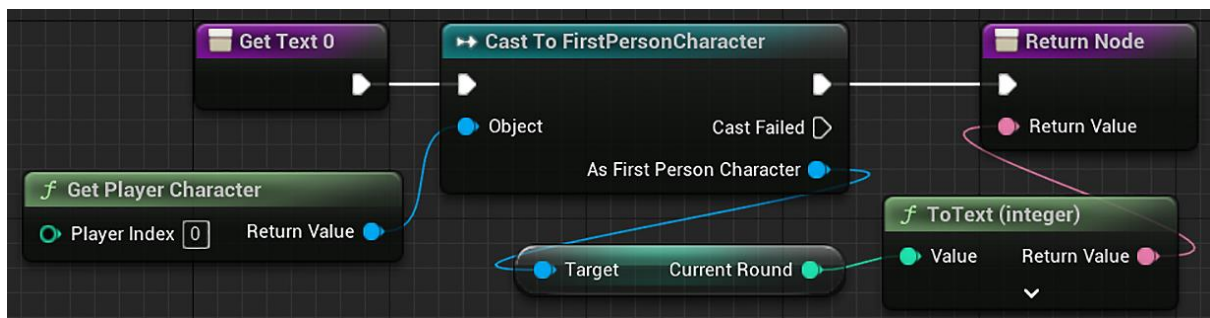 Get Text 0
Cast To FirstPersonCharacter
Return Node
Object
Cast Failed
As First Person Character
Return Value
f Get Player Character
Player Index 0
Return Value
Target
Current Round
f ToText (integer)
Value
Return Value